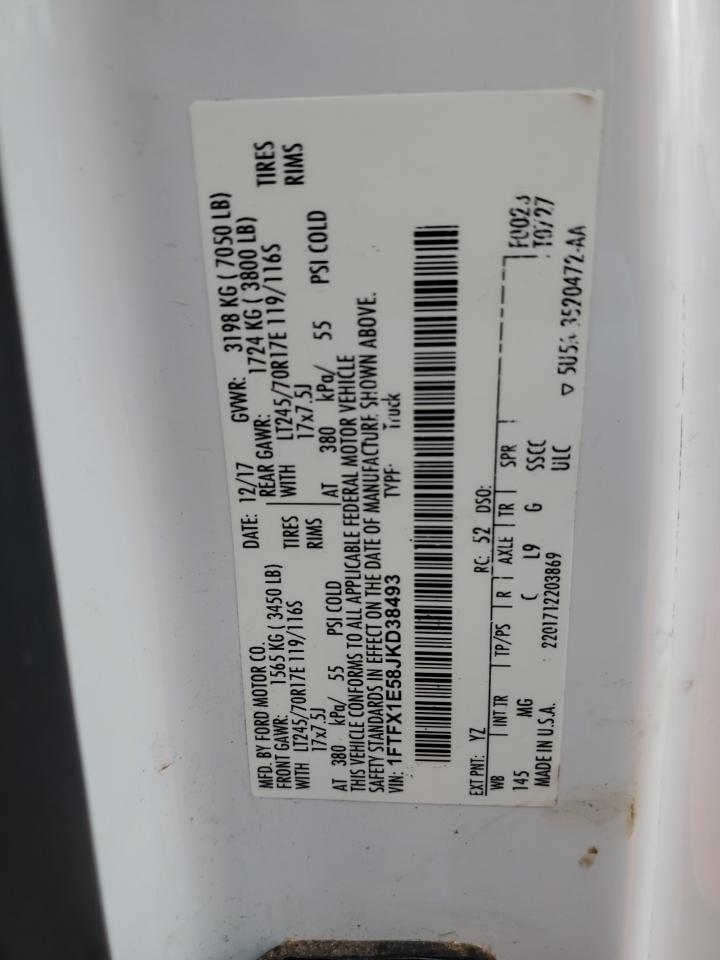 MFD. BY FORD MOTOR CO. DATE: 12/17 GVWR: 3198 KG ( 7050 LB)
FRONT GAWR: 1565 KG ( 3450 LB) REAR GAWR: 1724 KG ( 3800 LB)
WITH LT245/70R17E 119/116S TIRES WITH LT245/70R17E 119/116S TIRES
17x7.5J RIMS 17x7.5J RIMS
AT 380 kPa/ 55 PSI COLD AT 380 kPa/ 55 PSI COLD
THIS VEHICLE CONFORMS TO ALL APPLICABLE FEDERAL MOTOR VEHICLE
SAFETY STANDARDS IN EFFECT ON THE DATE OF MANUFACTURE SHOWN ABOVE.
VIN: 1FTFX1E58JKD38493 TYPE: Truck
EXT PNT: YZ RC: 52 DSO:
WB INT TR TP/PS R AXLE TR SPR F0023
145 MG C L9 G SSCC T0727
MADE IN U.S.A. 2201712203869 ULC
3520472-AA